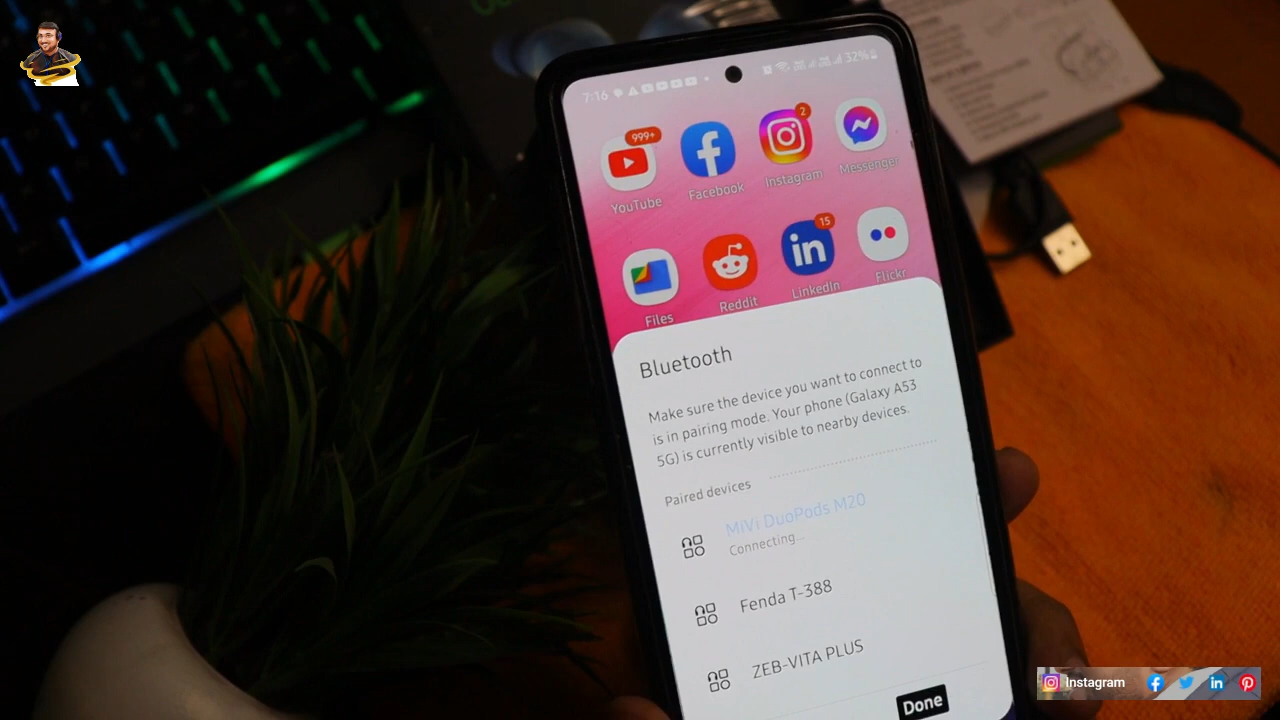 7:16
32%
999+
2
YouTube
Facebook
Instagram
Messenger
15
in
Files
Reddit
LinkedIn
Flickr
Bluetooth
Make sure the device you want to connect to
is in pairing mode. Your phone (Galaxy A53
5G) is currently visible to nearby devices.
Paired devices
MiVi DuoPods M20
Connecting...
Fenda T-388
ZEB-VITA PLUS
Done
Instagram